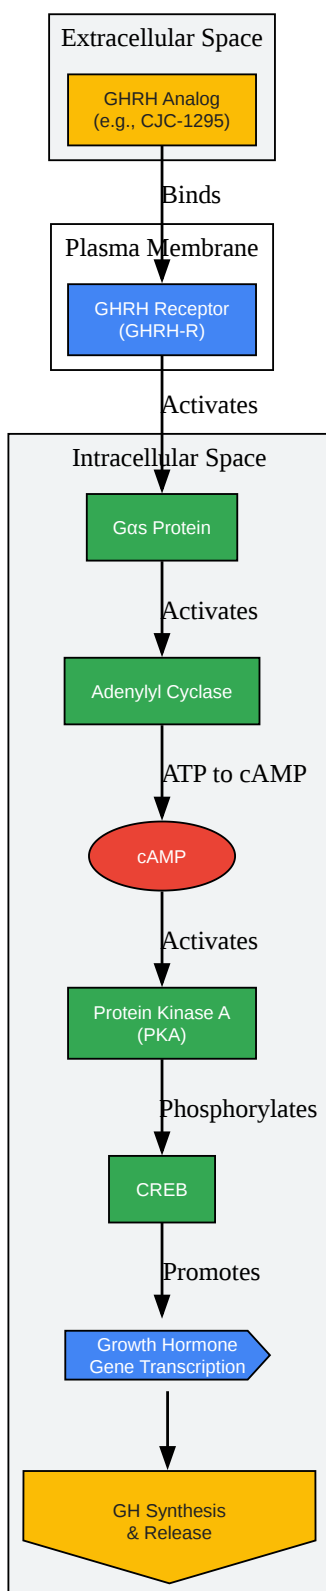 Extracellular Space
GHRH Analog
(e.g., CJC-1295)
Binds
Plasma Membrane
GHRH Receptor
(GHRH-R)
Activates
Intracellular Space
Gαs Protein
Activates
Adenylyl Cyclase
ATP to cAMP
cAMP
Activates
Protein Kinase A
(PKA)
Phosphorylates
CREB
Promotes
Growth Hormone
Gene Transcription
GH Synthesis
& Release